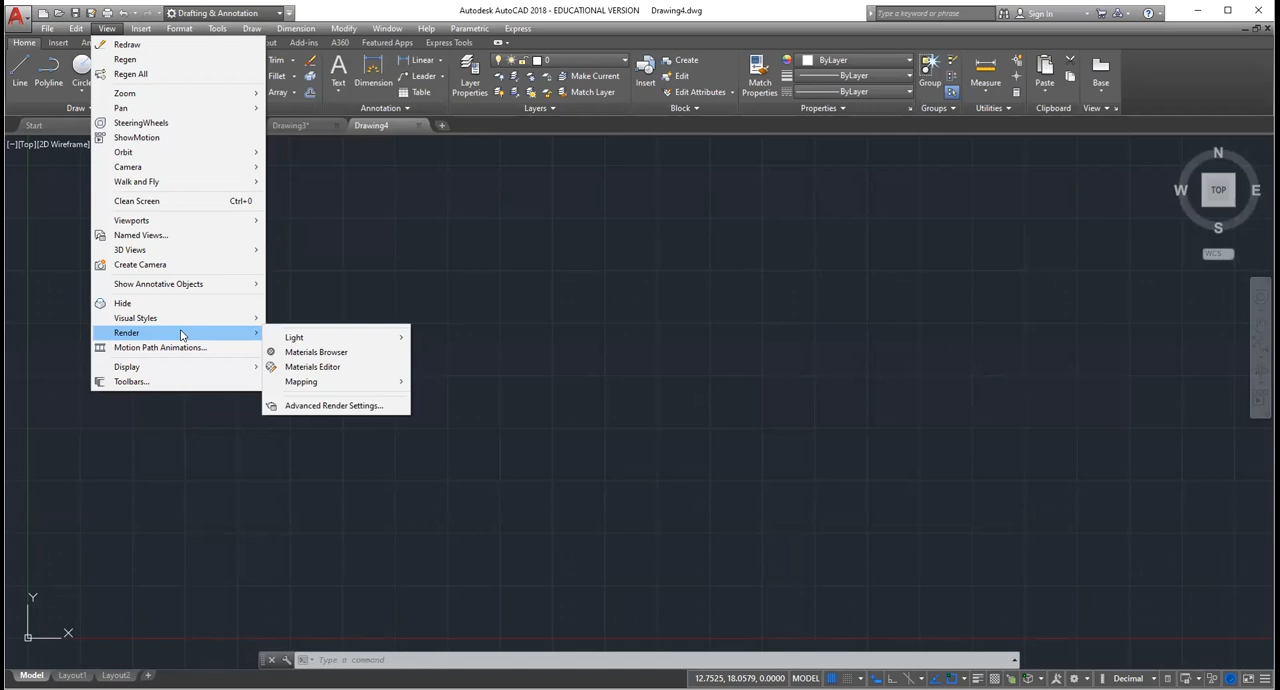 A Drafting & Annotation Autodesk AutoCAD 2018 - EDUCATIONAL VERSION Drawing4.dwg Type a keyword or phrase Sign In
File Edit View Insert Format Tools Draw Dimension Modify Window Help Parametric Express
Home Insert Add-ins A360 Featured Apps Express Tools
Line Polyline Circle
Draw
Trim
Fillet
Array
Text Dimension
Linear
Leader
Table
Annotation
Layer Properties
0
Make Current
Match Layer
Layers
Insert
Create
Edit
Edit Attributes
Block
Match Properties
ByLayer
ByLayer
ByLayer
Properties
Group
Groups
Measure
Utilities
Paste
Clipboard
Base
View
Start Drawing3* Drawing4
[−][Top][2D Wireframe]
Redraw
Regen
Regen All
Zoom
Pan
SteeringWheels
ShowMotion
Orbit
Camera
Walk and Fly
Clean Screen Ctrl+0
Viewports
Named Views...
3D Views
Create Camera
Show Annotative Objects
Hide
Visual Styles
Render
Motion Path Animations...
Display
Toolbars...
Light
Materials Browser
Materials Editor
Mapping
Advanced Render Settings...
N
W TOP E
S
WCS
Y
X
Type a command
Model Layout1 Layout2 12.7525, 18.0579, 0.0000 MODEL Decimal